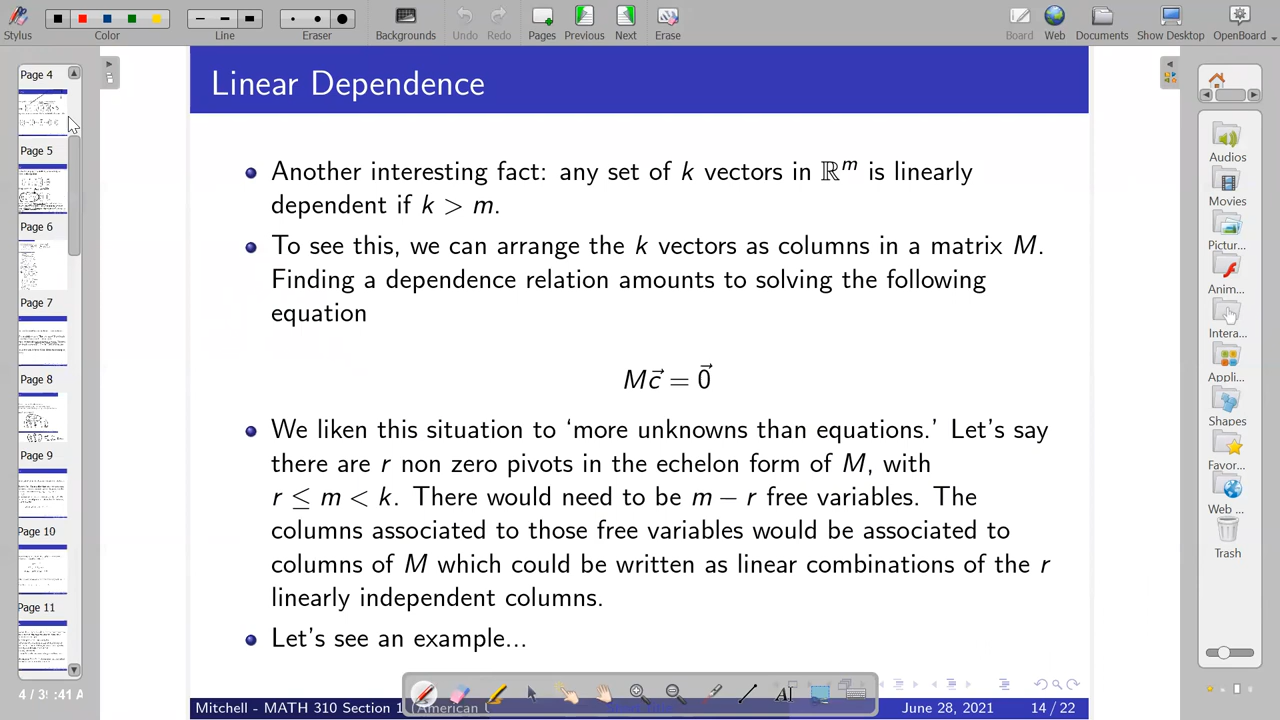 Stylus Color Line Eraser Backgrounds Undo Redo Pages Previous Next Erase Board Web Documents Show Desktop OpenBoard
Page 4
Page 5
Page 6
Page 7
Page 8
Page 9
Page 10
Page 11
Linear Dependence
Another interesting fact: any set of k vectors in ℝᵐ is linearly
dependent if k > m.
To see this, we can arrange the k vectors as columns in a matrix M.
Finding a dependence relation amounts to solving the following
equation
Mc⃗ = 0⃗
We liken this situation to ‘more unknowns than equations.’ Let's say
there are r non zero pivots in the echelon form of M, with
r ≤ m < k. There would need to be m − r free variables. The
columns associated to those free variables would be associated to
columns of M which could be written as linear combinations of the r
linearly independent columns.
Let's see an example...
Mitchell - MATH 310 Section 1 (American U
June 28, 2021 14 / 22
Audios
Movies
Pictur...
Anim...
Intera...
Appli...
Shapes
Favor...
Web ...
Trash